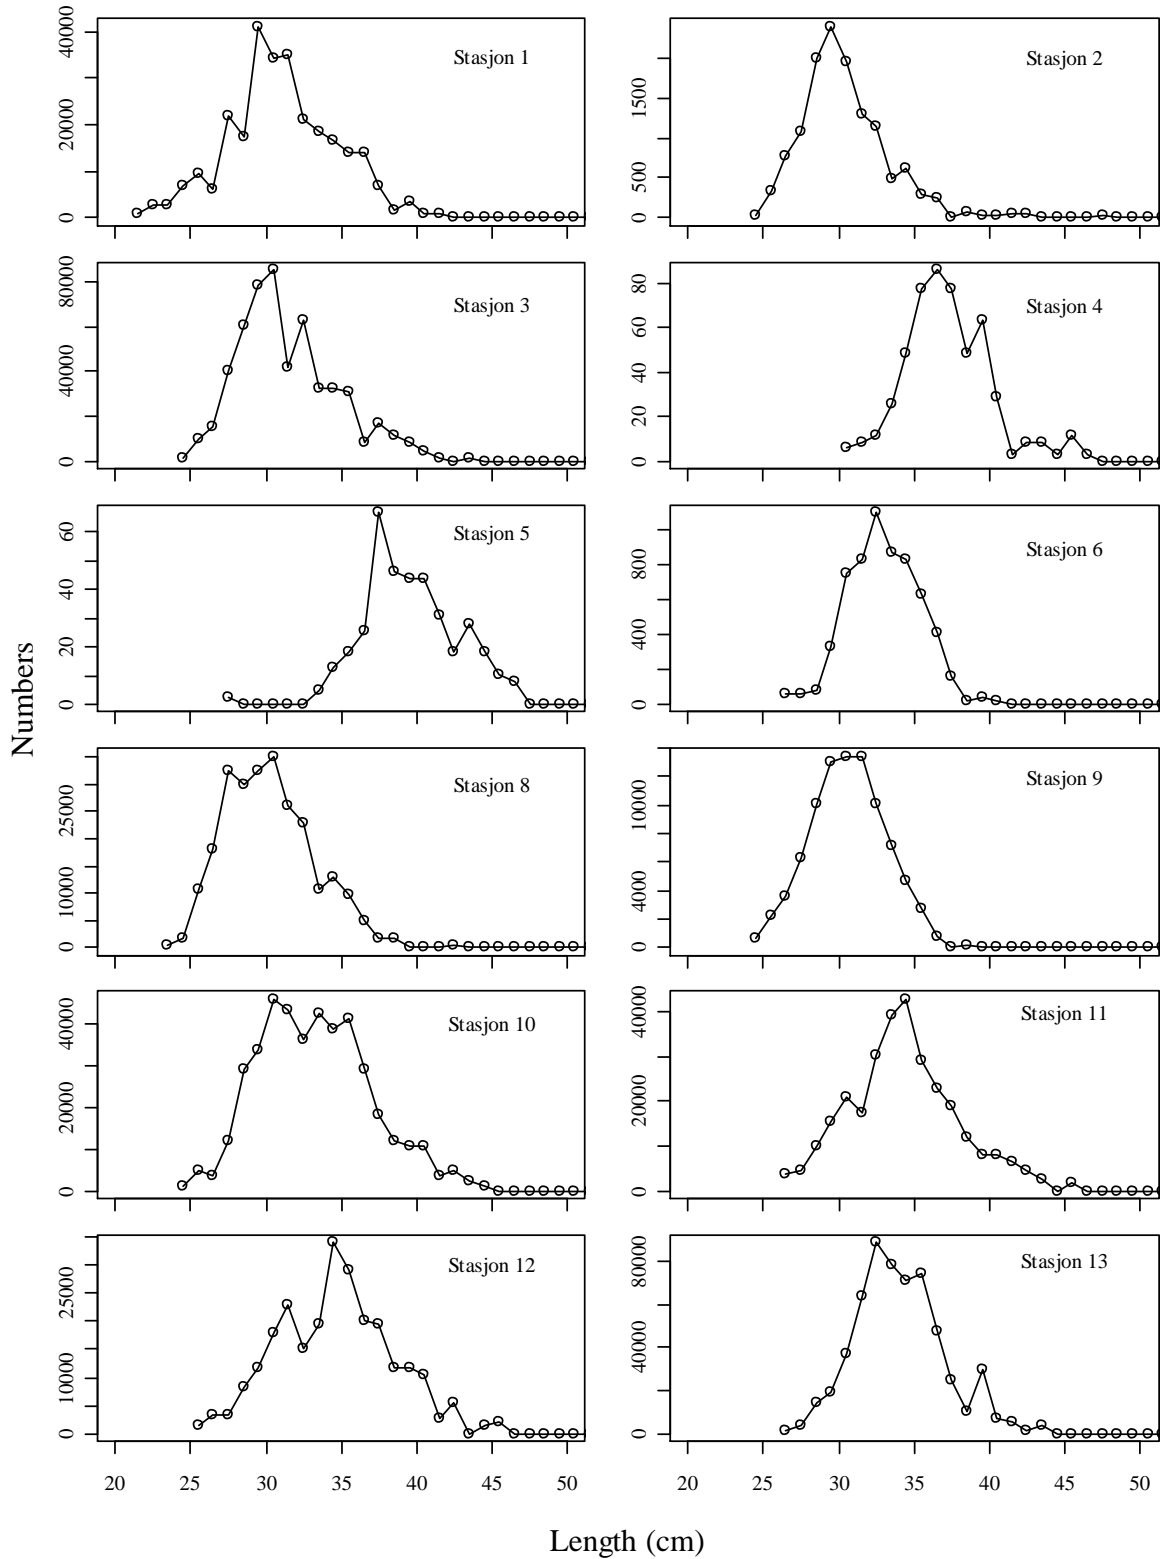 40000
20000
0
Stasjon 1
1500
500
0
Stasjon 2
80000
40000
0
Stasjon 3
80
60
40
20
0
Stasjon 4
60
40
20
0
Stasjon 5
800
400
0
Stasjon 6
25000
10000
0
Stasjon 8
10000
4000
0
Stasjon 9
40000
20000
0
Stasjon 10
40000
20000
0
Stasjon 11
25000
10000
0
Stasjon 12
80000
40000
0
Stasjon 13
Numbers
20 25 30 35 40 45 50
20 25 30 35 40 45 50
Length (cm)